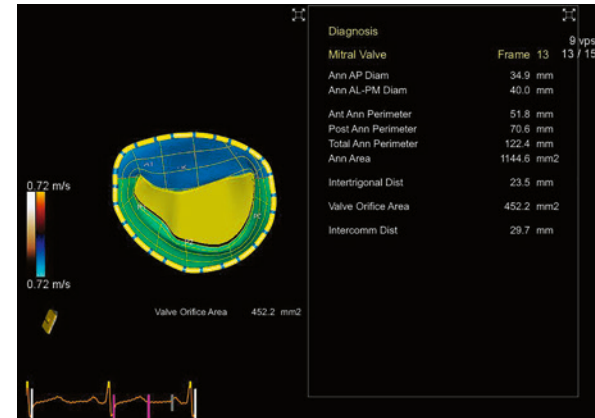 Diagnosis
9 vps
Mitral Valve Frame 13 13 / 15
Ann AP Diam 34.9 mm
Ann AL-PM Diam 40.0 mm
Ant Ann Perimeter 51.8 mm
Post Ann Perimeter 70.6 mm
Total Ann Perimeter 122.4 mm
Ann Area 1144.6 mm2
Intertrigonal Dist 23.5 mm
Valve Orifice Area 452.2 mm2
Intercomm Dist 29.7 mm
0.72 m/s
0.72 m/s
Valve Orifice Area 452.2 mm2